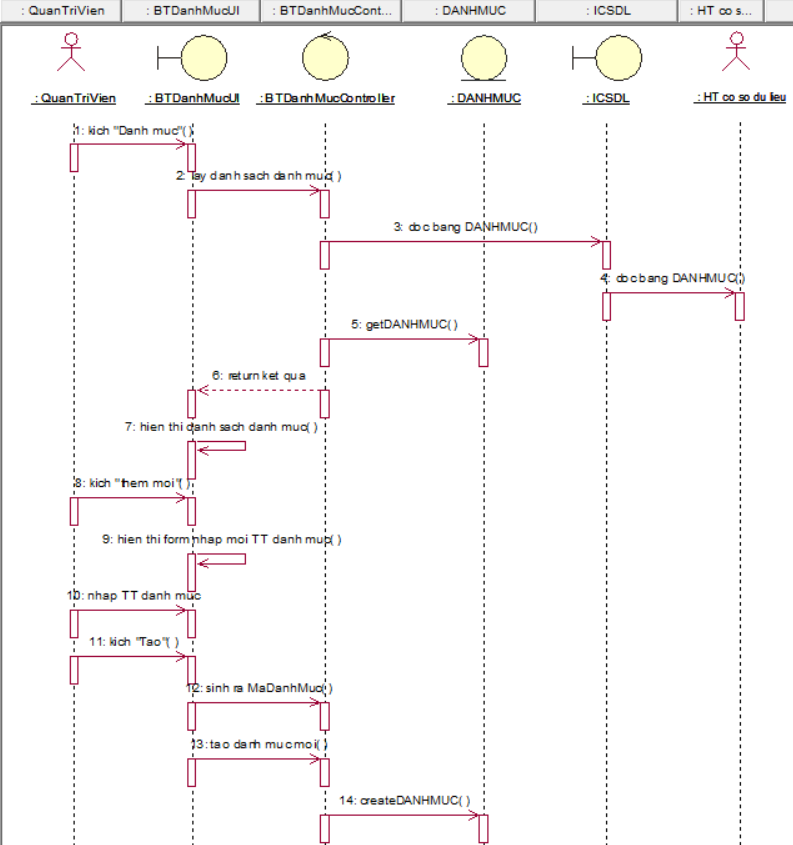 : QuanTriVien : BTDanhMucUI : BTDanhMucCont... : DANHMUC : ICSDL : HT co s...
: QuanTriVien : BTDanhMucUI : BTDanhMucController : DANHMUC : ICSDL : HT co so du lieu
1: kich "Danh muc"( )
2: lay danh sach danh muc( )
3: doc bang DANHMUC()
4: doc bang DANHMUC()
5: getDANHMUC( )
6: return ket qua
7: hien thi danh sach danh muc( )
8: kich "them moi"( )
9: hien thi form nhap moi TT danh muc( )
10: nhap TT danh muc
11: kich "Tao"( )
12: sinh ra MaDanhMuc( )
13: tao danh muc moi( )
14: createDANHMUC( )